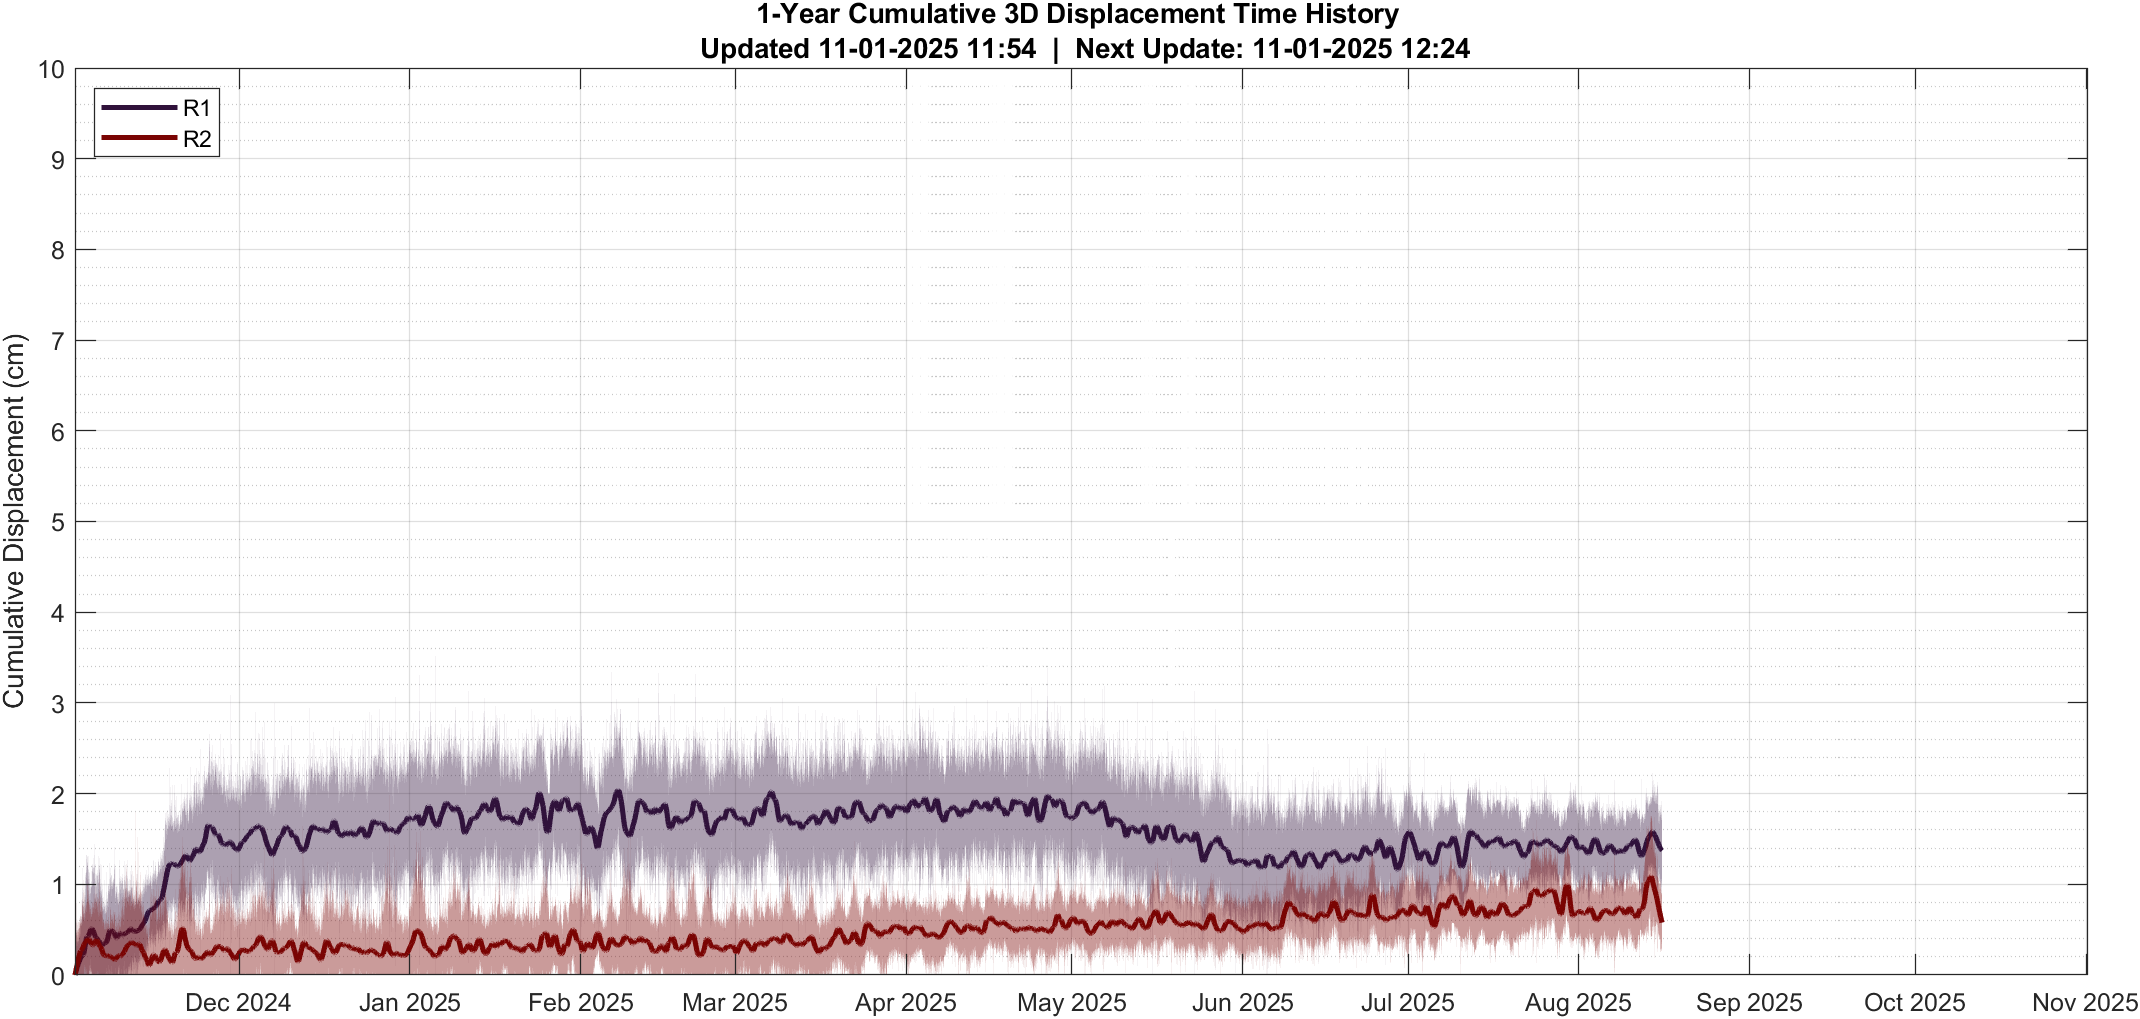 1-Year Cumulative 3D Displacement Time History
Updated 11-01-2025 11:54 | Next Update: 11-01-2025 12:24
R1
R2
Cumulative Displacement (cm)
10
9
8
7
6
5
4
3
2
1
0
Dec 2024 Jan 2025 Feb 2025 Mar 2025 Apr 2025 May 2025 Jun 2025 Jul 2025 Aug 2025 Sep 2025 Oct 2025 Nov 2025